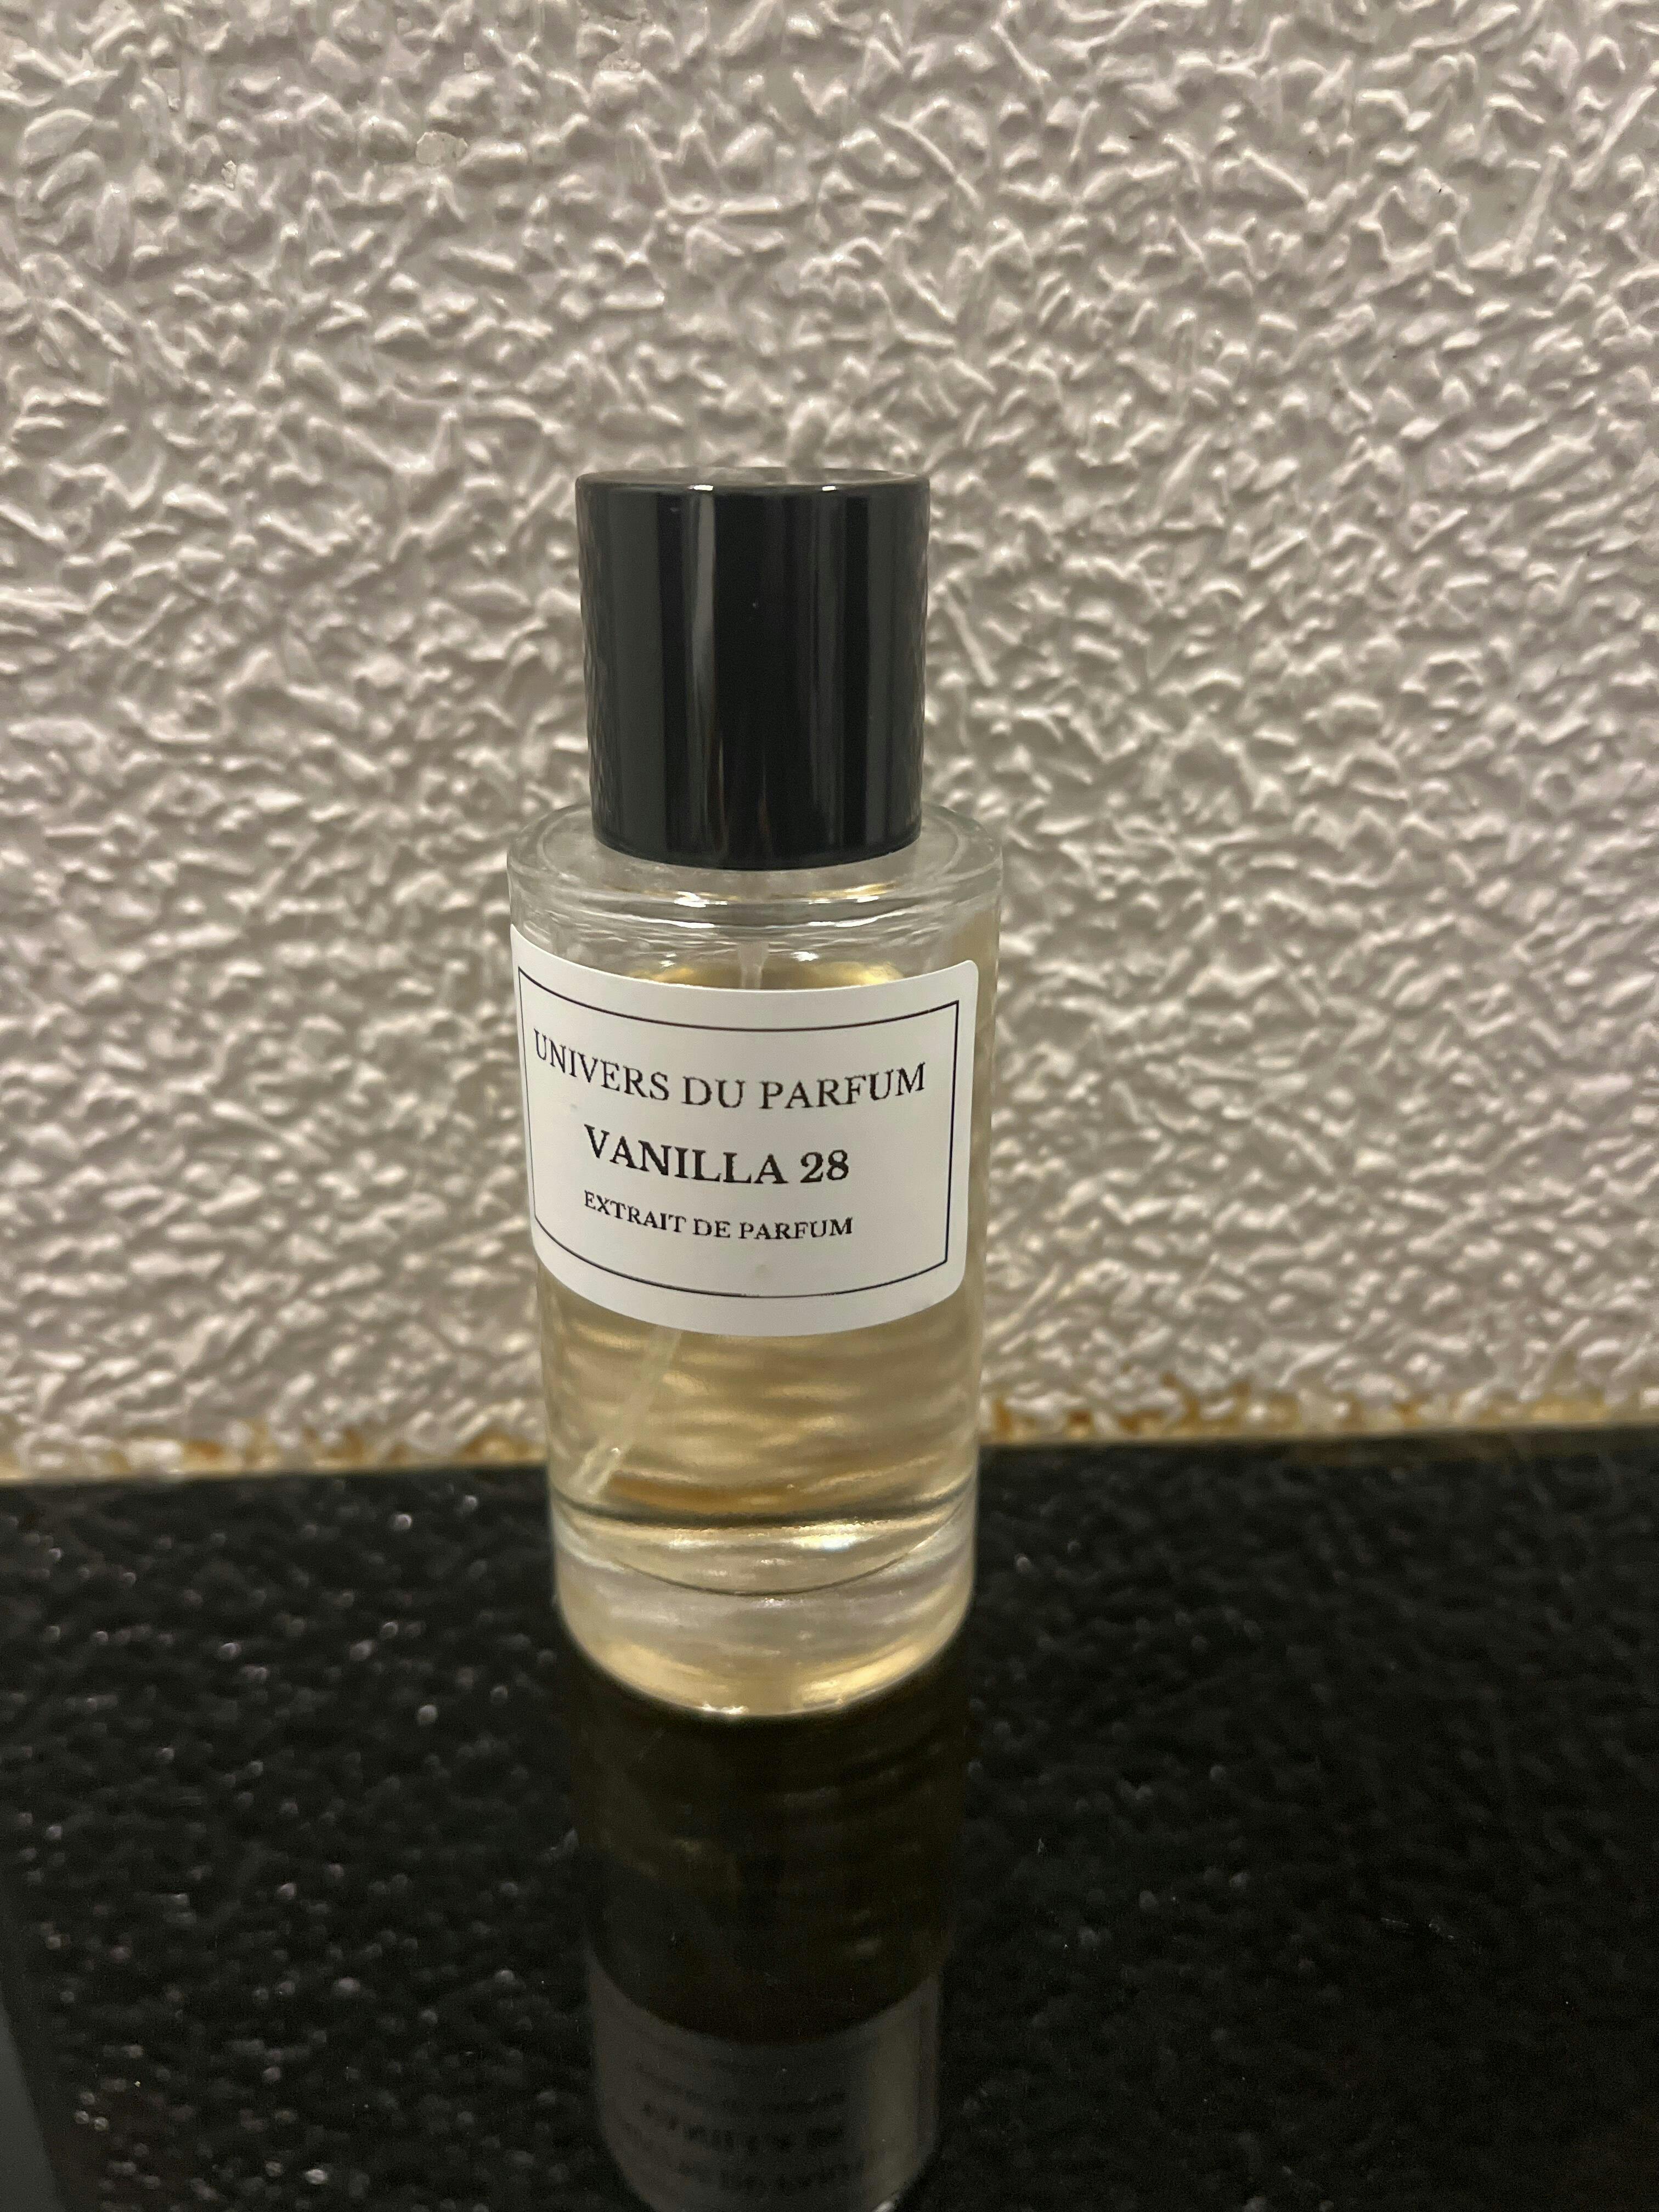 UNIVERS DU PARFUM
VANILLA 28
EXTRAIT DE PARFUM